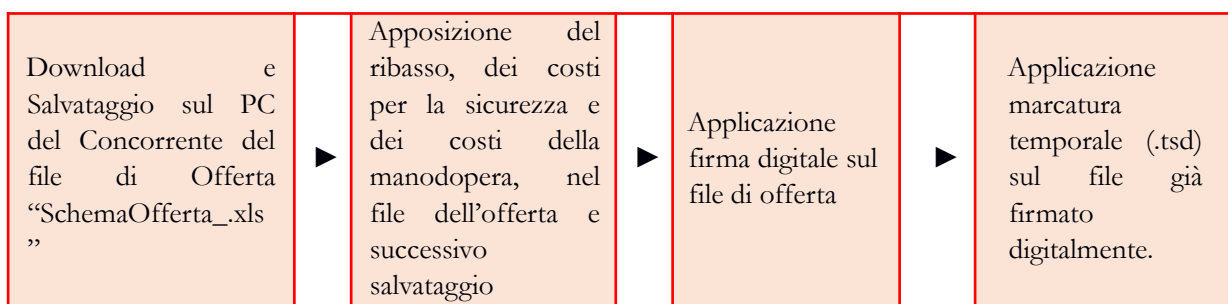 Download e
Salvataggio sul PC
del Concorrente del
file di Offerta
“SchemaOfferta_.xls
”
►
Apposizione del
ribasso, dei costi
per la sicurezza e
dei costi della
manodopera, nel
file dell’offerta e
successivo
salvataggio
►
Applicazione
firma digitale sul
file di offerta
►
Applicazione
marcatura
temporale (.tsd)
sul file già
firmato
digitalmente.